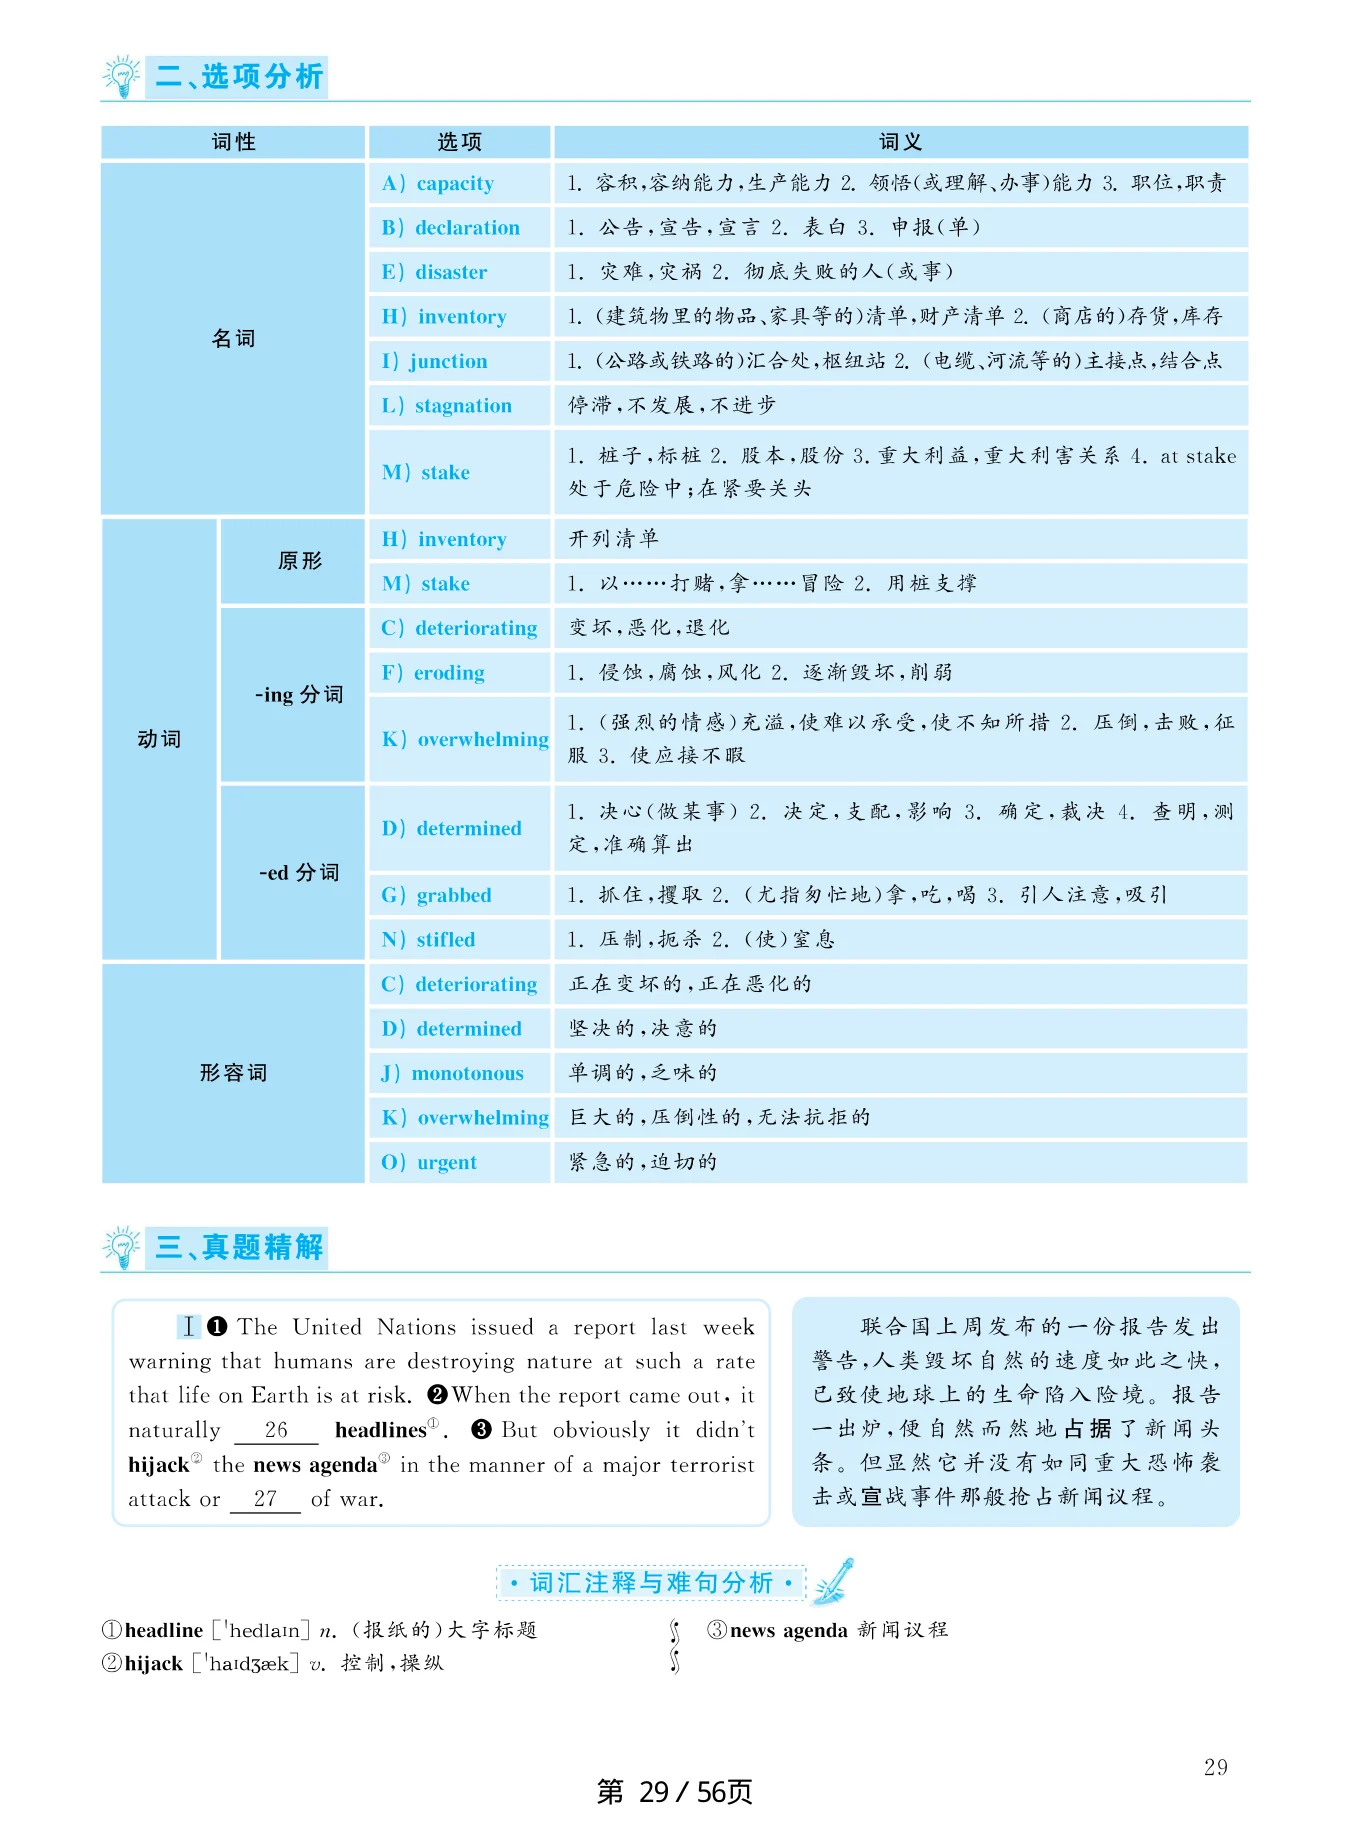 二、选项分析
词性 选项 词义
名词
A) capacity 1. 容积,容纳能力,生产能力 2. 领悟(或理解、办事)能力 3. 职位,职责
B) declaration 1. 公告,宣告,宣言 2. 表白 3. 申报(单)
E) disaster 1. 灾难,灾祸 2. 彻底失败的人(或事)
H) inventory 1. (建筑物里的物品、家具等的)清单,财产清单 2. (商店的)存货,库存
I) junction 1. (公路或铁路的)汇合处,枢纽站 2. (电缆、河流等的)主接点,结合点
L) stagnation 停滞,不发展,不进步
M) stake 1. 桩子,标桩 2. 股本,股份 3.重大利益,重大利害关系 4. at stake
处于危险中;在紧要关头
动词
原形
H) inventory 开列清单
M) stake 1. 以……打赌,拿……冒险 2. 用桩支撑
-ing 分词
C) deteriorating 变坏,恶化,退化
F) eroding 1. 侵蚀,腐蚀,风化 2. 逐渐毁坏,削弱
K) overwhelming 1. (强烈的情感)充溢,使难以承受,使不知所措 2. 压倒,击败,征
服 3. 使应接不暇
-ed 分词
D) determined 1. 决心(做某事) 2. 决定,支配,影响 3. 确定,裁决 4. 查明,测
定,准确算出
G) grabbed 1. 抓住,攫取 2. (尤指匆忙地)拿,吃,喝 3. 引人注意,吸引
N) stifled 1. 压制,扼杀 2. (使)窒息
形容词
C) deteriorating 正在变坏的,正在恶化的
D) determined 坚决的,决意的
J) monotonous 单调的,乏味的
K) overwhelming 巨大的,压倒性的,无法抗拒的
O) urgent 紧急的,迫切的
三、真题精解
Ⅰ ❶ The United Nations issued a report last week
warning that humans are destroying nature at such a rate
that life on Earth is at risk. ❷When the report came out, it
naturally 26 headlines①. ❸ But obviously it didn't
hijack② the news agenda③ in the manner of a major terrorist
attack or 27 of war.
联合国上周发布的一份报告发出
警告,人类毁坏自然的速度如此之快,
已致使地球上的生命陷入险境。报告
一出炉,便自然而然地占据了新闻头
条。但显然它并没有如同重大恐怖袭
击或宣战事件那般抢占新闻议程。
·词汇注释与难句分析·
①headline [ˈhedlaɪn] n. (报纸的)大字标题
②hijack [ˈhaɪdʒæk] v. 控制,操纵
③news agenda 新闻议程
29
第 29 / 56页